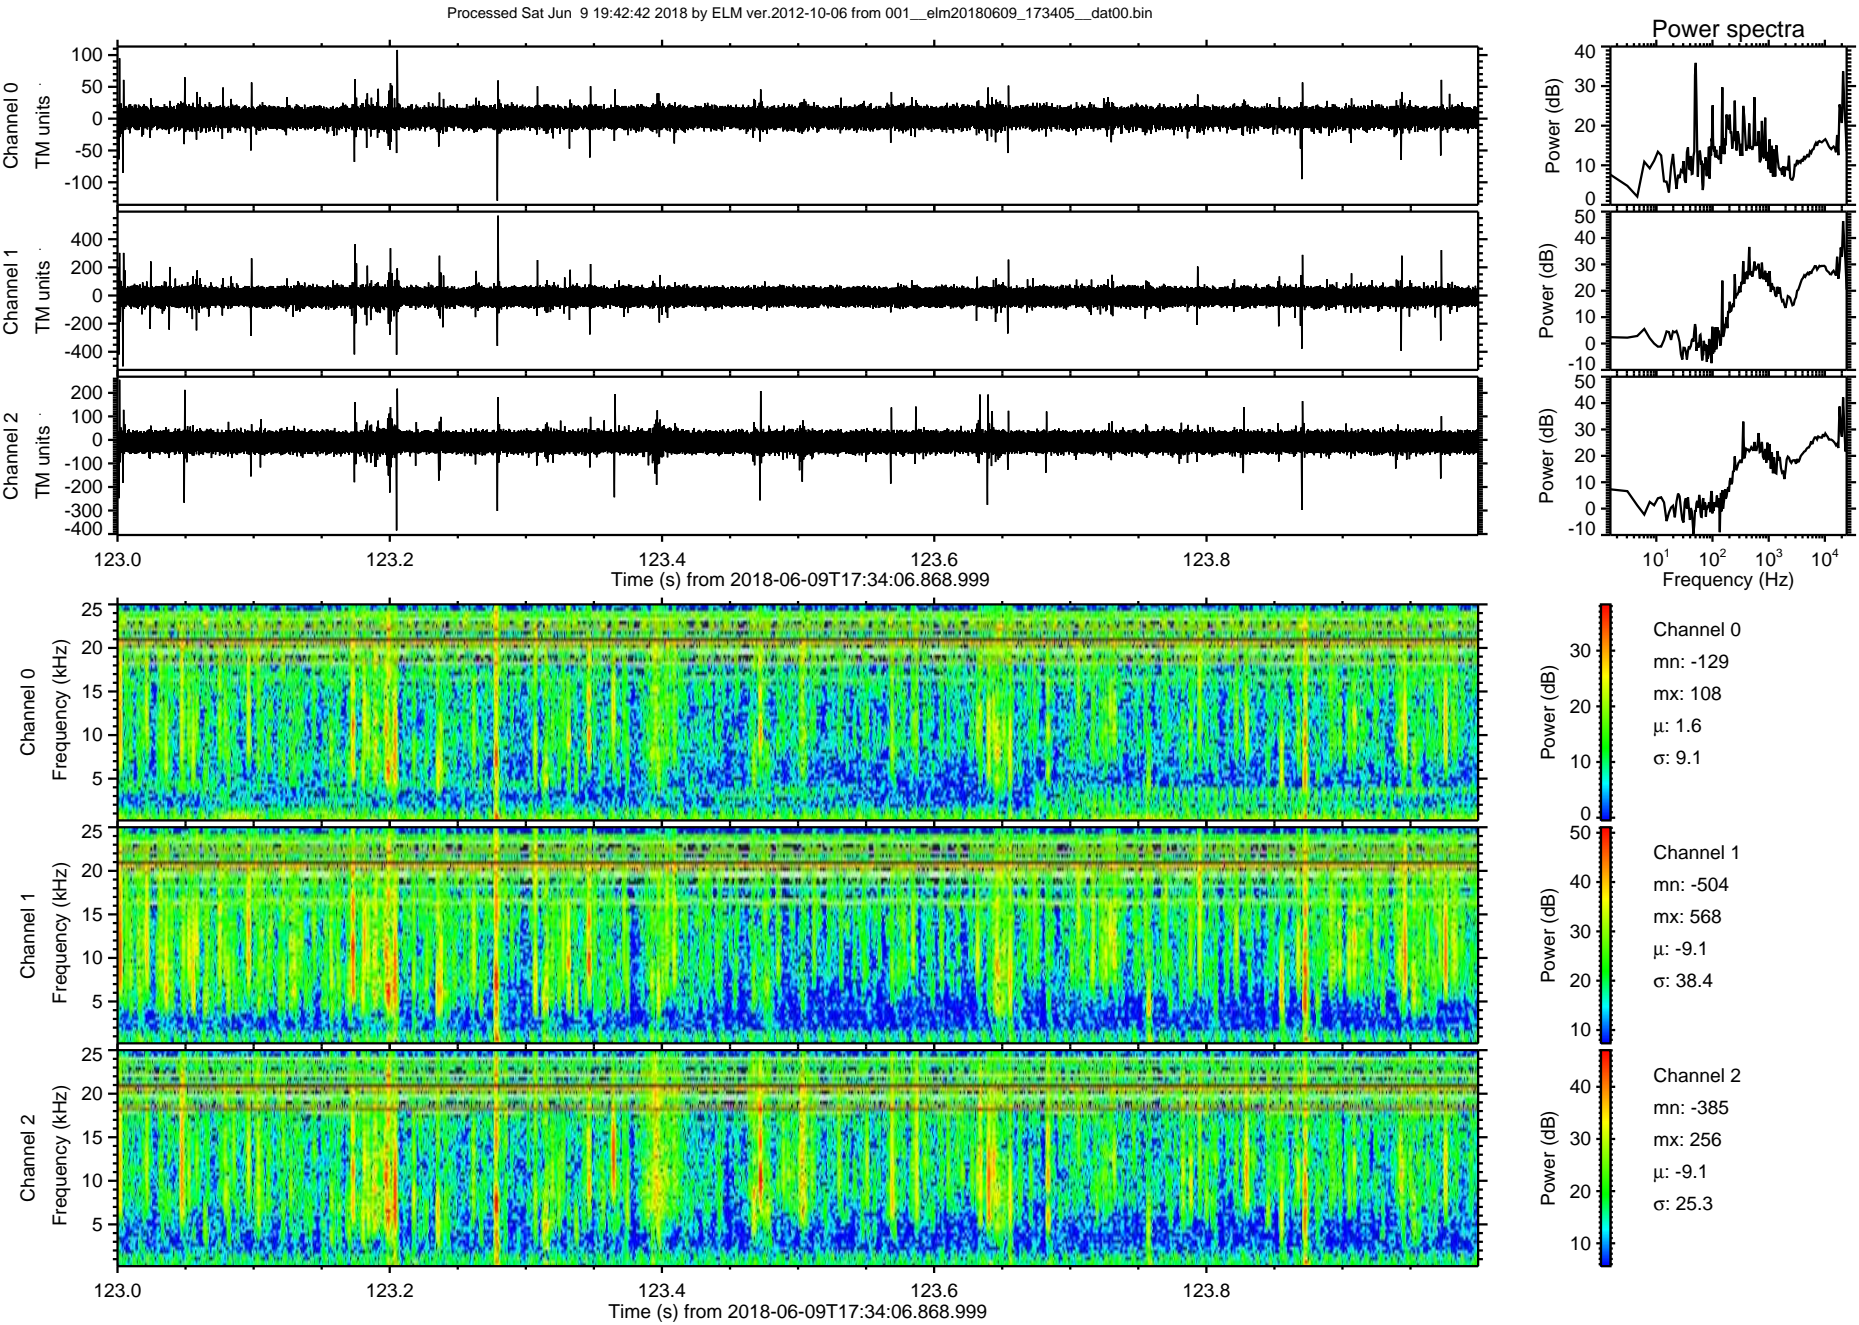 Processed Sat Jun  9 19:42:42 2018 by ELM ver.2012-10-06 from 001__elm20180609_173405__dat00.bin
Power spectra
Channel 0
TM units
100
50
0
-50
-100
Power (dB)
40
30
20
10
0
Channel 1
TM units
400
200
0
-200
-400
Power (dB)
50
40
30
20
10
0
-10
Channel 2
TM units
200
100
0
-100
-200
-300
-400
Power (dB)
50
40
30
20
10
0
-10
123.0 123.2 123.4 123.6 123.8
Time (s) from 2018-06-09T17:34:06.868.999
10¹ 10² 10³ 10⁴
Frequency (Hz)
Channel 0
Frequency (kHz)
25
20
15
10
5
Power (dB)
30
20
10
0
Channel 0
mn: -129
mx: 108
μ: 1.6
σ: 9.1
Channel 1
Frequency (kHz)
25
20
15
10
5
Power (dB)
50
40
30
20
10
Channel 1
mn: -504
mx: 568
μ: -9.1
σ: 38.4
Channel 2
Frequency (kHz)
25
20
15
10
5
Power (dB)
40
30
20
10
Channel 2
mn: -385
mx: 256
μ: -9.1
σ: 25.3
123.0 123.2 123.4 123.6 123.8
Time (s) from 2018-06-09T17:34:06.868.999